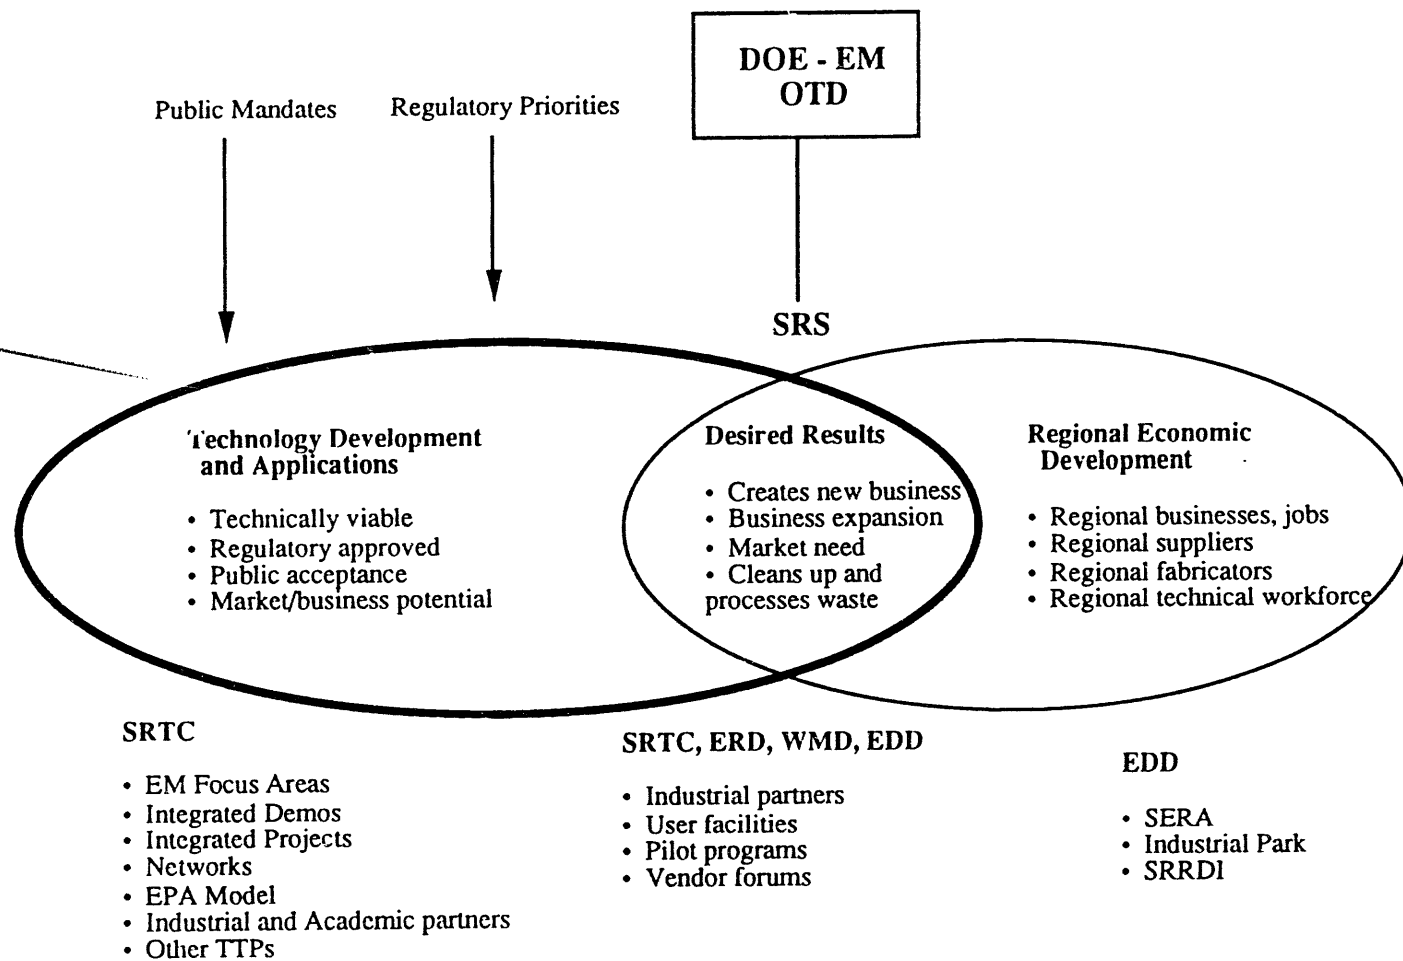 DOE - EM
OTD
Public Mandates
Regulatory Priorities
SRS
Technology Development
and Applications
• Technically viable
• Regulatory approved
• Public acceptance
• Market/business potential
Desired Results
• Creates new business
• Business expansion
• Market need
• Cleans up and
processes waste
Regional Economic
Development
• Regional businesses, jobs
• Regional suppliers
• Regional fabricators
• Regional technical workforce
SRTC
• EM Focus Areas
• Integrated Demos
• Integrated Projects
• Networks
• EPA Model
• Industrial and Academic partners
• Other TTPs
SRTC, ERD, WMD, EDD
• Industrial partners
• User facilities
• Pilot programs
• Vendor forums
EDD
• SERA
• Industrial Park
• SRRDI